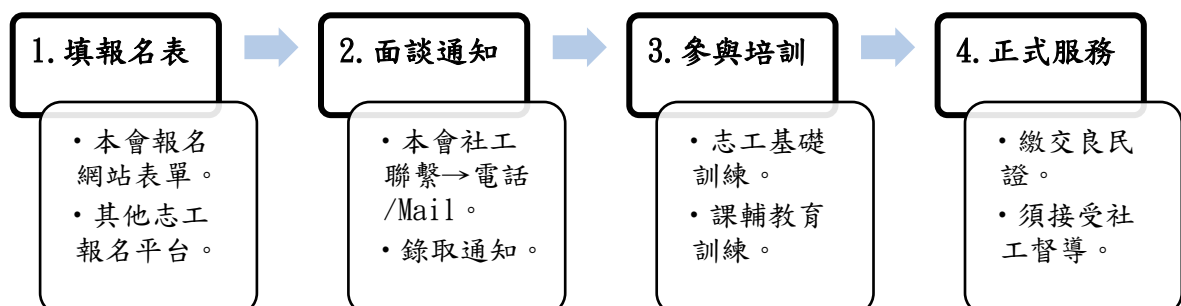 1.填報名表
・本會報名
網站表單。
・其他志工
報名平台。
2.面談通知
・本會社工
聯繫→電話
/Mail。
・錄取通知。
3.參與培訓
・志工基礎
訓練。
・課輔教育
訓練。
4.正式服務
・繳交良民
證。
・須接受社
工督導。